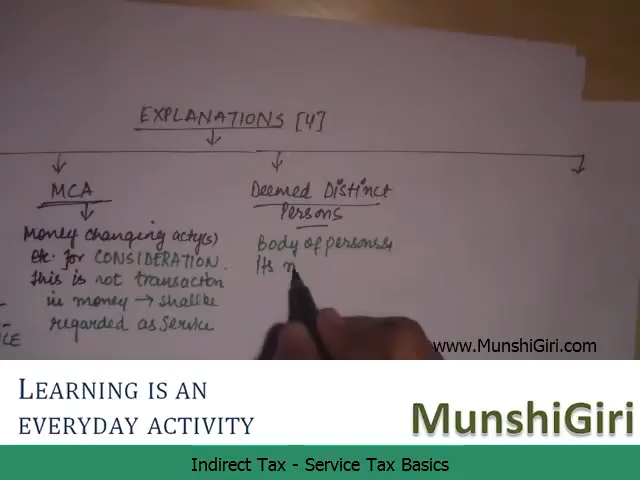 EXPLANATIONS [4]
MCA
Money changing acty(s)
etc. for CONSIDERATION.
This is not transaction
in money → shall be
regarded as service
Deemed Distinct
Persons
Body of persons &
Its
www.MunshiGiri.com
LEARNING IS AN
EVERYDAY ACTIVITY
MunshiGiri
Indirect Tax - Service Tax Basics